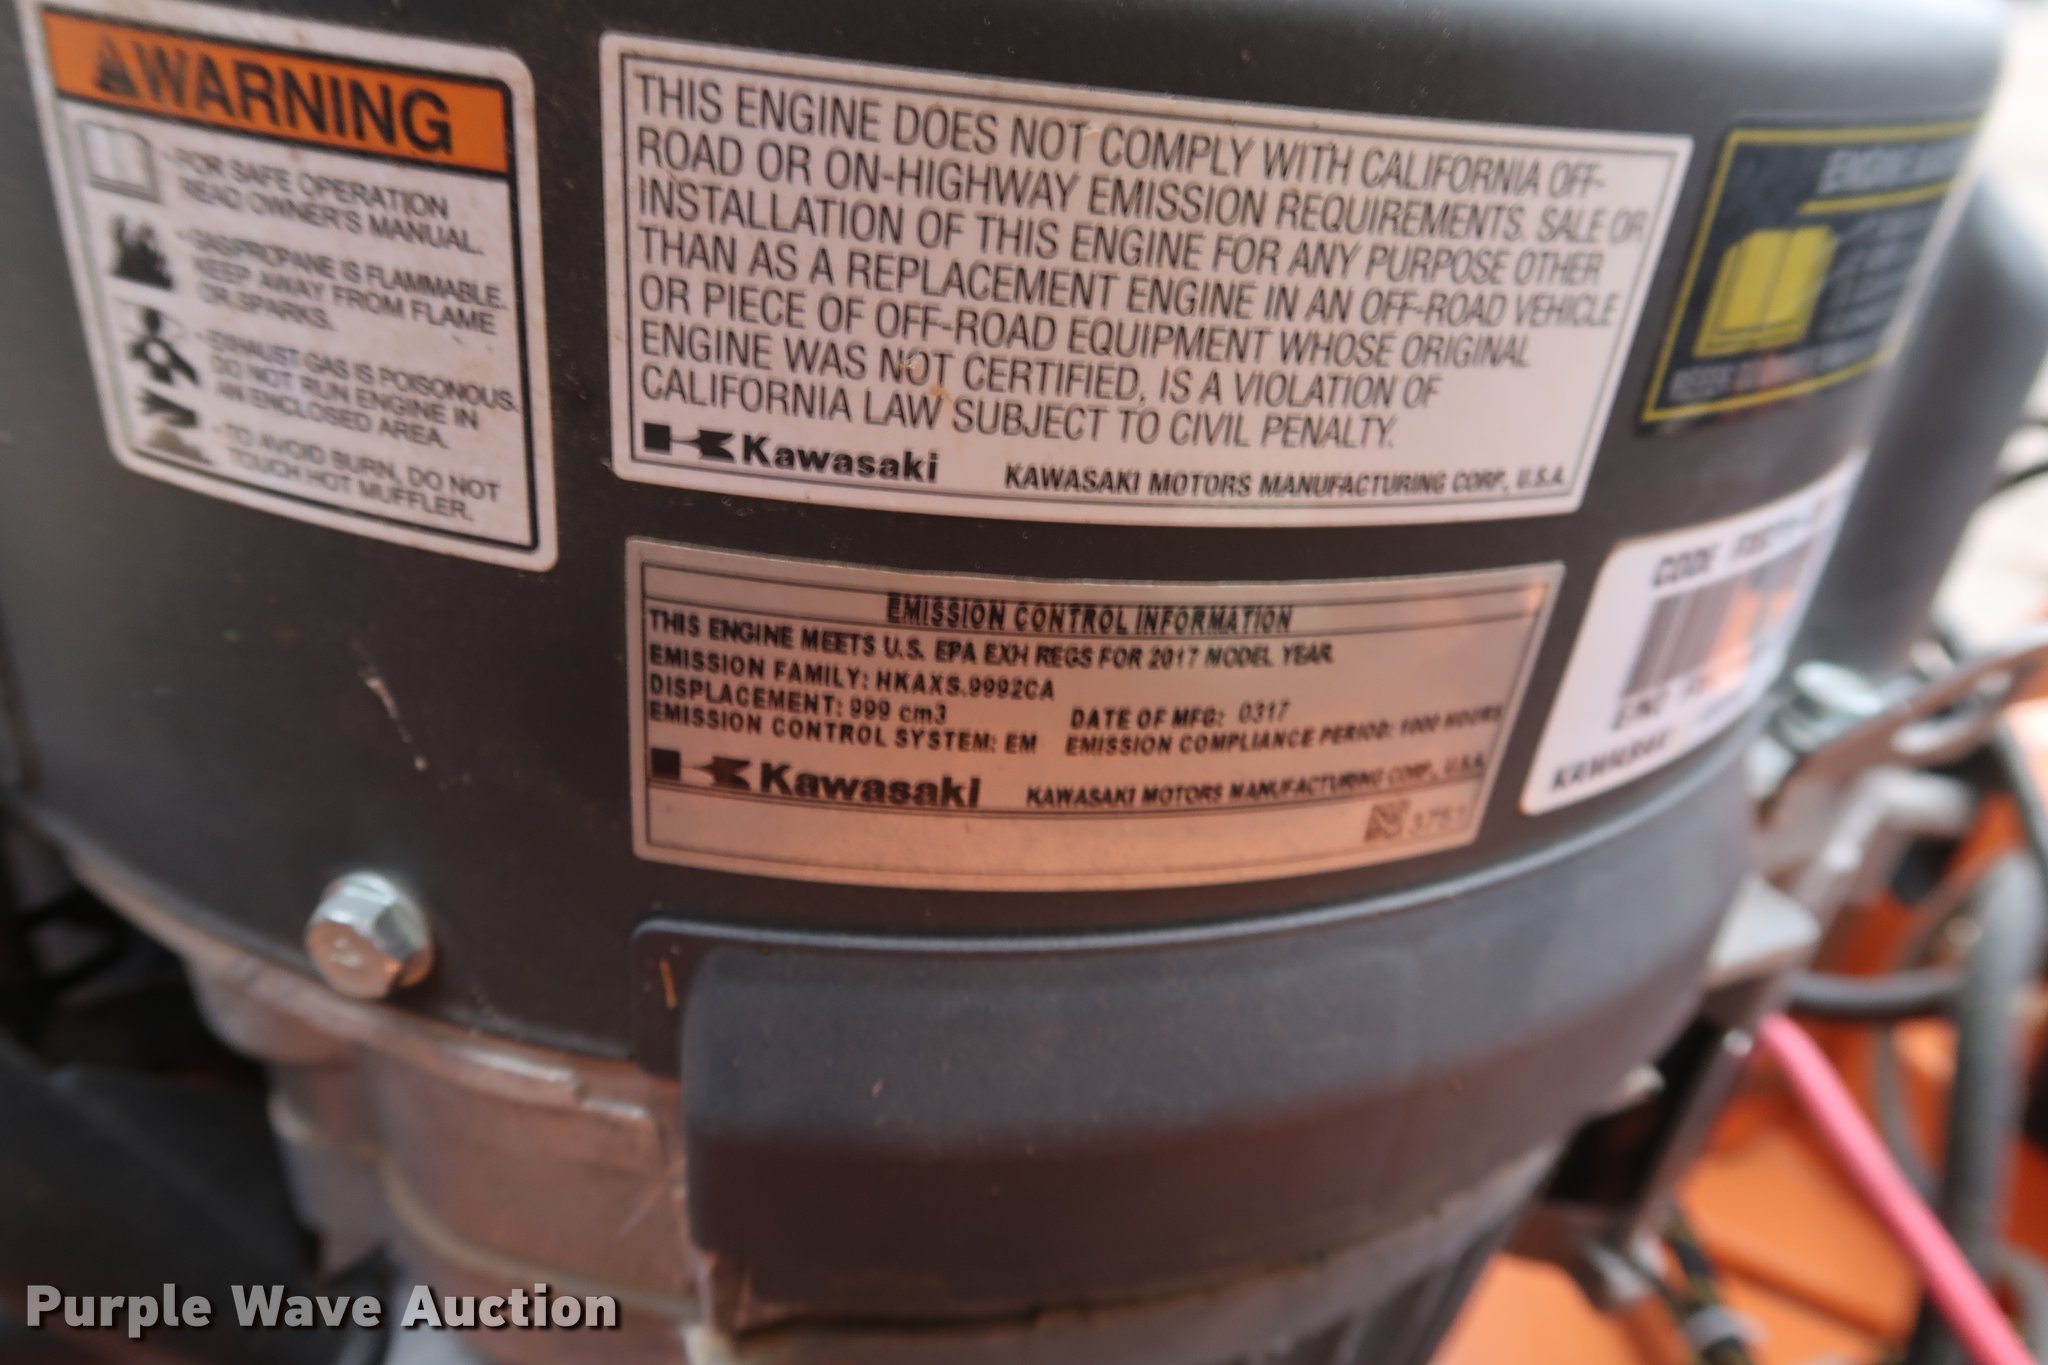 WARNING
- FOR SAFE OPERATION
READ OWNER'S MANUAL.
- GAS/PROPANE IS FLAMMABLE.
KEEP AWAY FROM FLAME
OR SPARKS.
- EXHAUST GAS IS POISONOUS.
DO NOT RUN ENGINE IN
AN ENCLOSED AREA.
- TO AVOID BURN, DO NOT
TOUCH HOT MUFFLER.
THIS ENGINE DOES NOT COMPLY WITH CALIFORNIA OFF-
ROAD OR ON-HIGHWAY EMISSION REQUIREMENTS. SALE OR
INSTALLATION OF THIS ENGINE FOR ANY PURPOSE OTHER
THAN AS A REPLACEMENT ENGINE IN AN OFF-ROAD VEHICLE
OR PIECE OF OFF-ROAD EQUIPMENT WHOSE ORIGINAL
ENGINE WAS NOT CERTIFIED, IS A VIOLATION OF
CALIFORNIA LAW SUBJECT TO CIVIL PENALTY.
Kawasaki KAWASAKI MOTORS MANUFACTURING CORP., U.S.A.
EMISSION CONTROL INFORMATION
THIS ENGINE MEETS U.S. EPA EXH REGS FOR 2017 MODEL YEAR
EMISSION FAMILY: HKAXS.9992CA
DISPLACEMENT: 999 cm3 DATE OF MFG: 0317
EMISSION CONTROL SYSTEM: EM EMISSION COMPLIANCE PERIOD: 1000 HOURS
Kawasaki KAWASAKI MOTORS MANUFACTURING CORP., U.S.A.
ENGINE
CODE
KAWASAKI
Purple Wave Auction